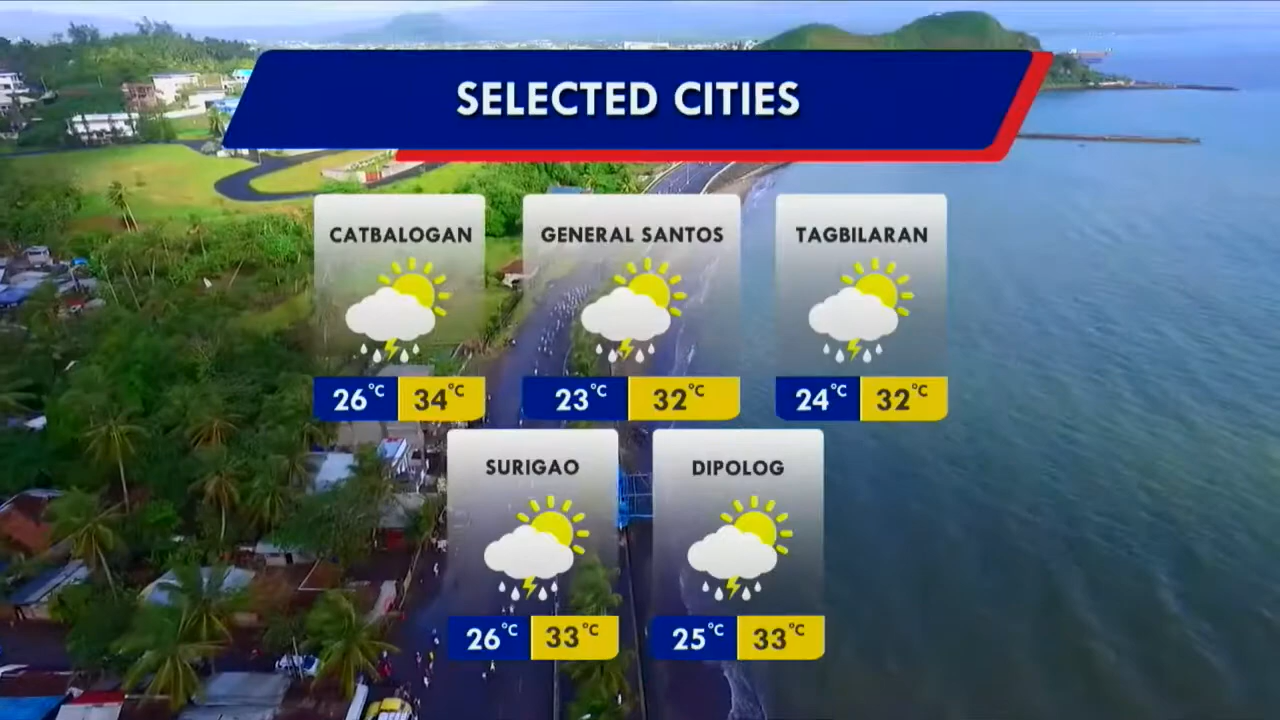 SELECTED CITIES
CATBALOGAN
26°C 34°C
GENERAL SANTOS
23°C 32°C
TAGBILARAN
24°C 32°C
SURIGAO
26°C 33°C
DIPOLOG
25°C 33°C